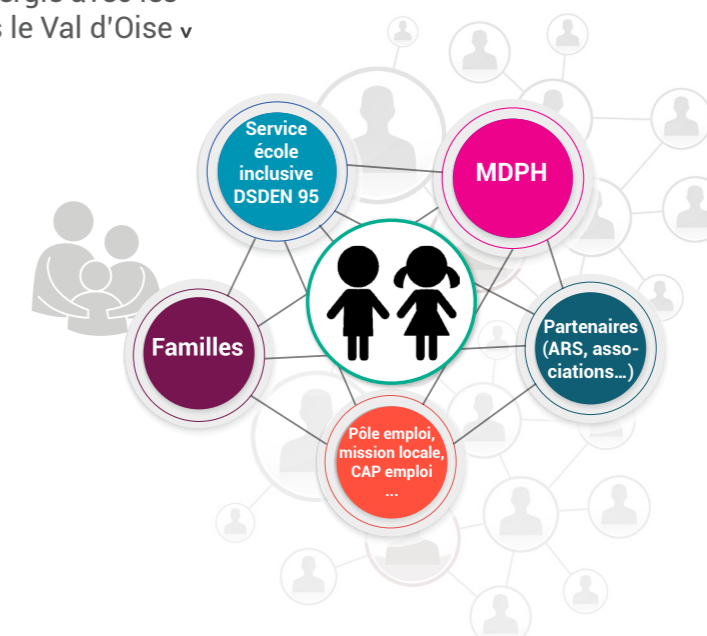 s le Val d'Oise v
Service
école
inclusive
DSDEN 95
MDPH
Familles
Partenaires
(ARS, asso-
ciations...)
Pôle emploi,
mission locale,
CAP emploi
...